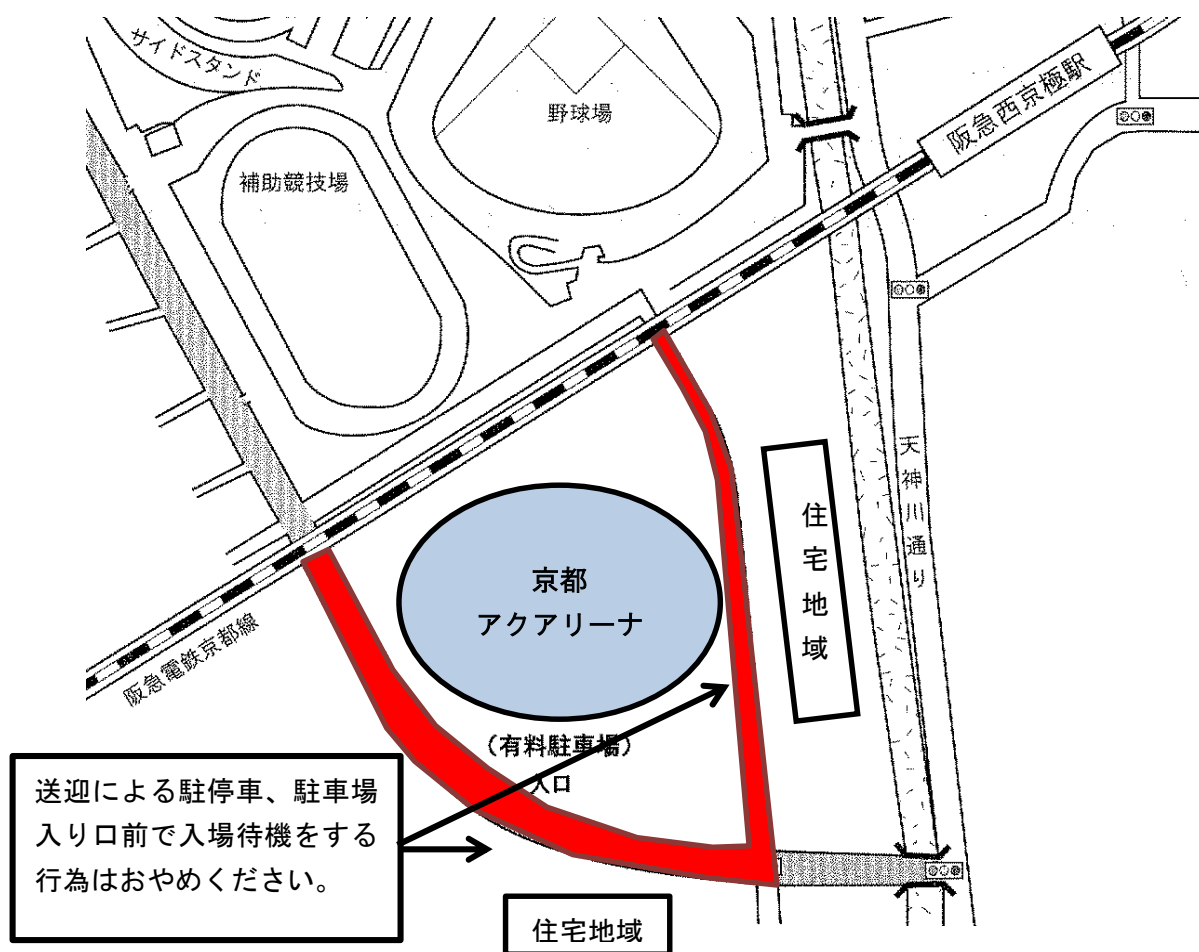 サイドスタンド
野球場
補助競技場
阪急西京極駅
天神川通り
住宅地域
京都
アクアリーナ
阪急電鉄京都線
（有料駐車場）
入口
送迎による駐停車、駐車場
入り口前で入場待機をする
行為はおやめください。
住宅地域